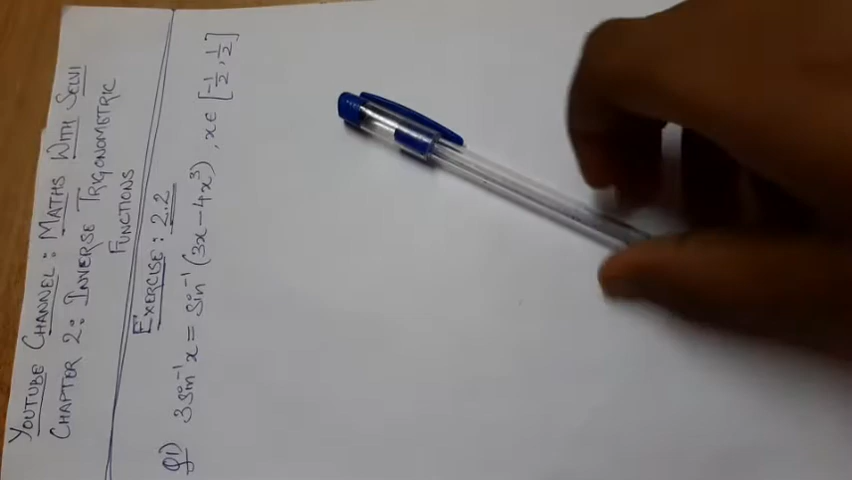 YOUTUBE CHANNEL: MATHS WITH SELVI
CHAPTER 2: INVERSE TRIGONOMETRIC
FUNCTIONS
EXERCISE: 2.2
Q1) 3sin⁻¹x = sin⁻¹(3x-4x³), x∈[-1/2, 1/2]